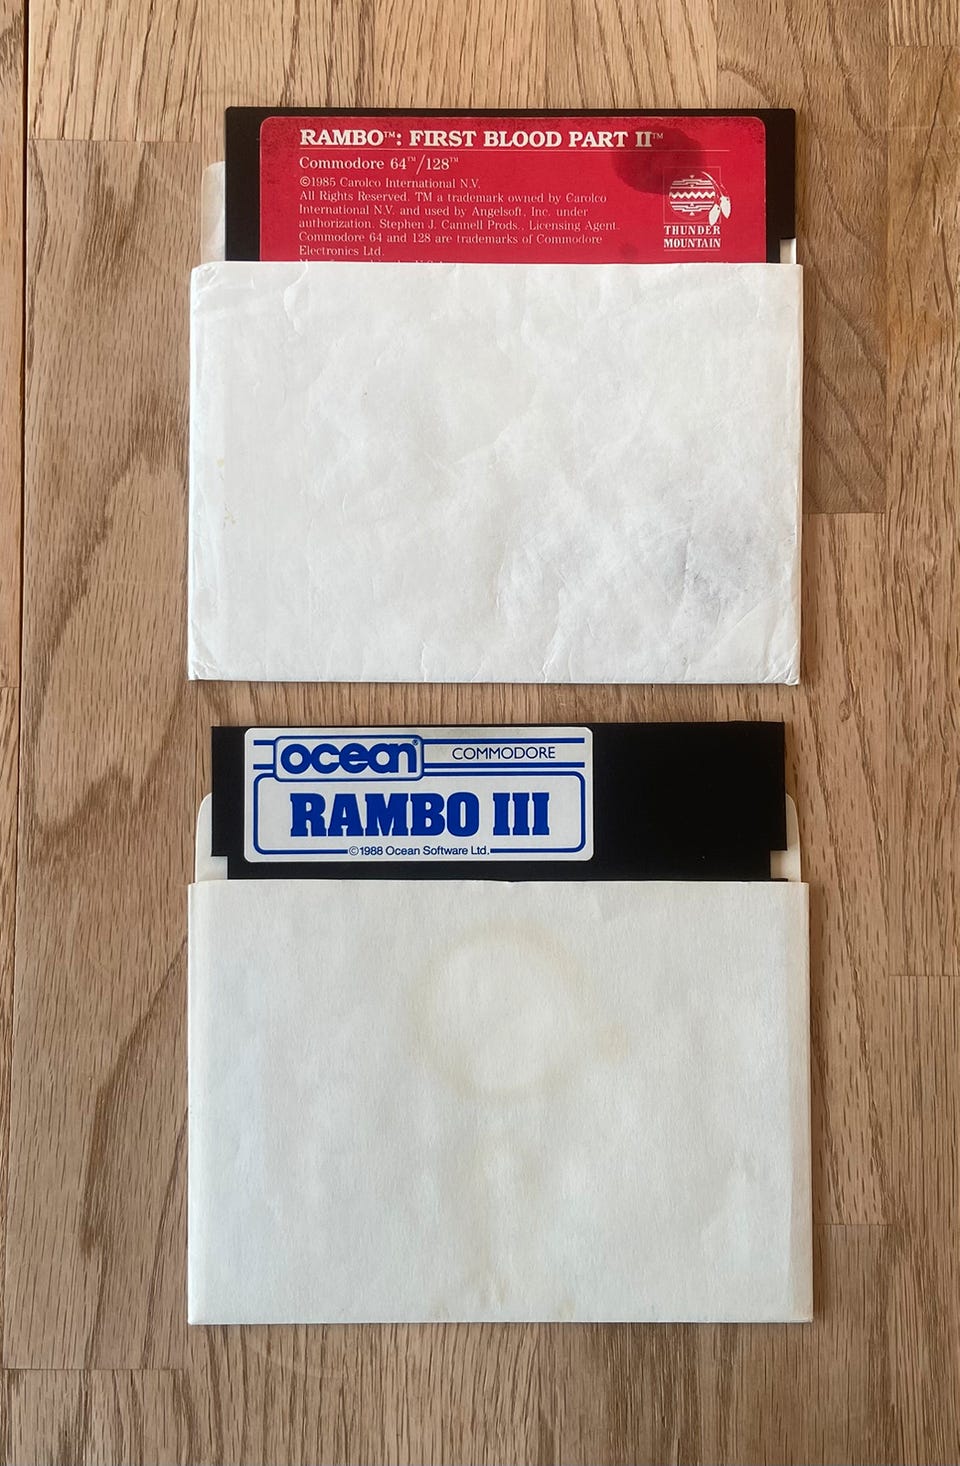 RAMBO™: FIRST BLOOD PART II™
Commodore 64™/128™
©1985 Carolco International N.V.
All Rights Reserved. TM a trademark owned by Carolco
International N.V. and used by Angelsoft, Inc. under
authorization. Stephen J. Cannell Prods., Licensing Agent.
Commodore 64 and 128 are trademarks of Commodore
Electronics Ltd.
THUNDER
MOUNTAIN
ocean®
COMMODORE
RAMBO III
©1988 Ocean Software Ltd.